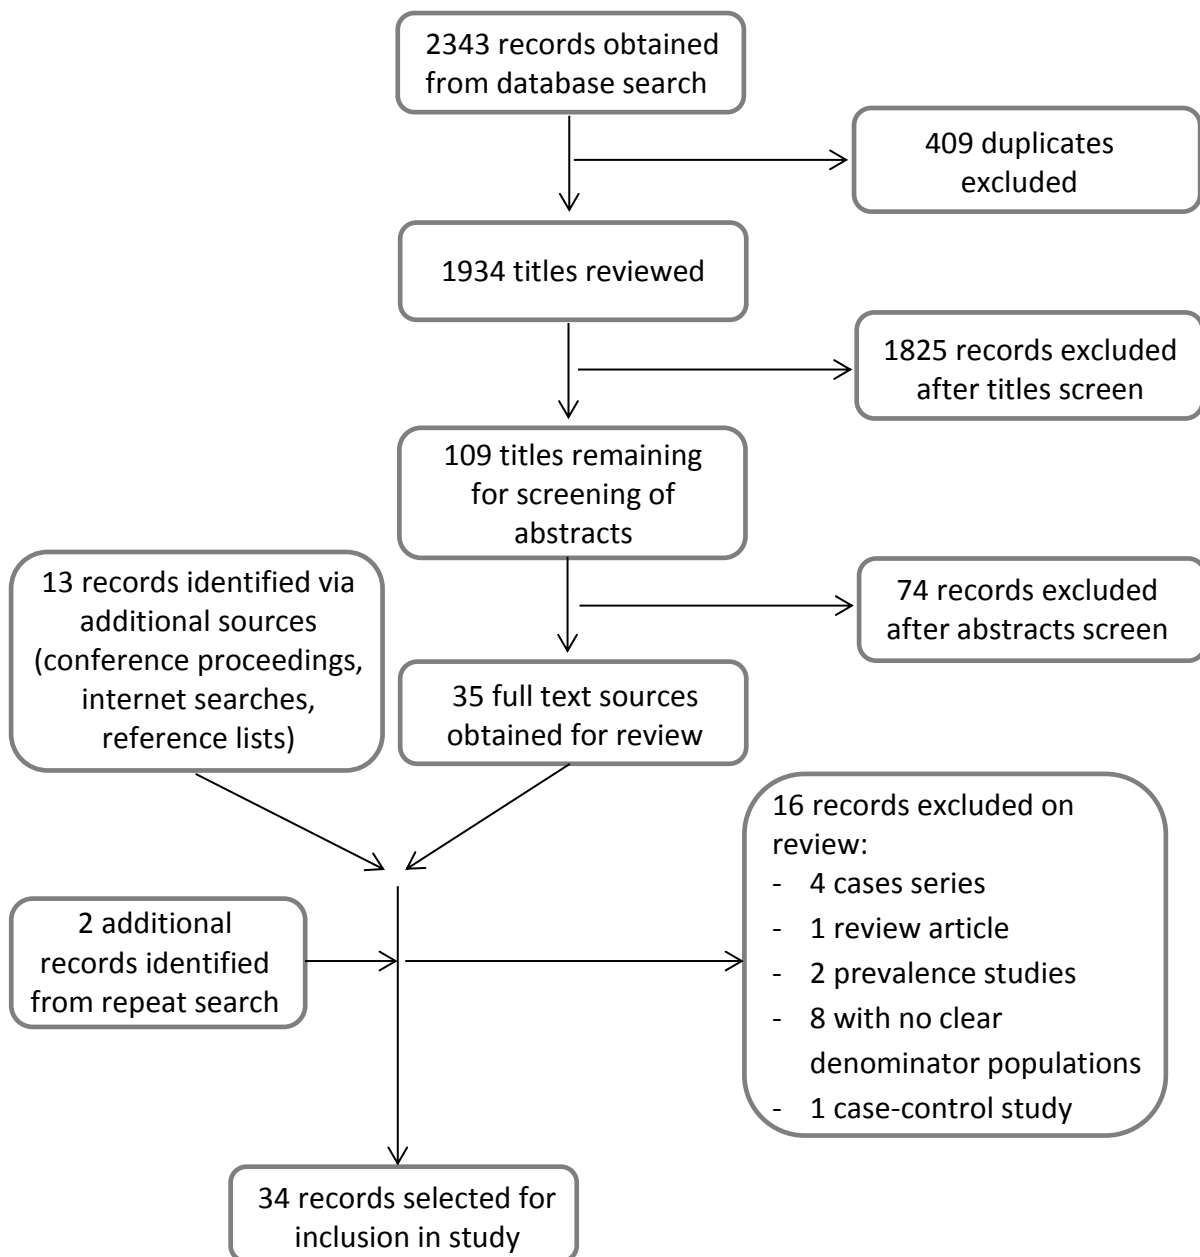 2343 records obtained
from database search
409 duplicates
excluded
1934 titles reviewed
1825 records excluded
after titles screen
109 titles remaining
for screening of
abstracts
13 records identified via
additional sources
(conference proceedings,
internet searches,
reference lists)
74 records excluded
after abstracts screen
35 full text sources
obtained for review
16 records excluded on
review:
- 4 cases series
- 1 review article
- 2 prevalence studies
- 8 with no clear
denominator populations
- 1 case-control study
2 additional
records identified
from repeat search
34 records selected for
inclusion in study